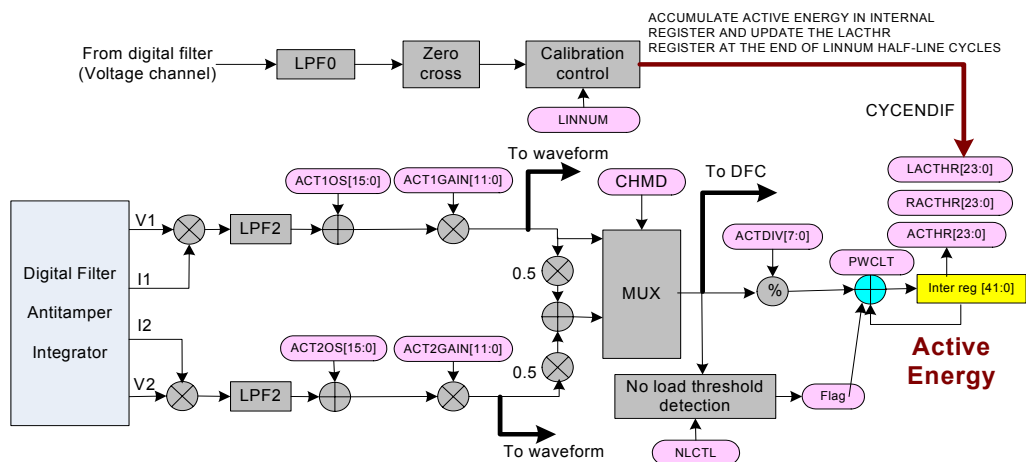 ACCUMULATE ACTIVE ENERGY IN INTERNAL
REGISTER AND UPDATE THE LACTHR
REGISTER AT THE END OF LINNUM HALF-LINE CYCLES
From digital filter
(Voltage channel)
LPF0
Zero
cross
Calibration
control
LINNUM
CYCENDIF
To waveform
To DFC
LACTHR[23:0]
RACTHR[23:0]
ACTHR[23:0]
ACT1OS[15:0]
ACT1GAIN[11:0]
CHMD
ACTDIV[7:0]
PWCLT
V1
LPF2
Digital Filter
Antitamper
Integrator
I1
I2
V2
0.5
MUX
%
Inter reg [41:0]
Active
Energy
ACT2OS[15:0]
ACT2GAIN[11:0]
0.5
LPF2
No load threshold
detection
Flag
To waveform
NLCTL